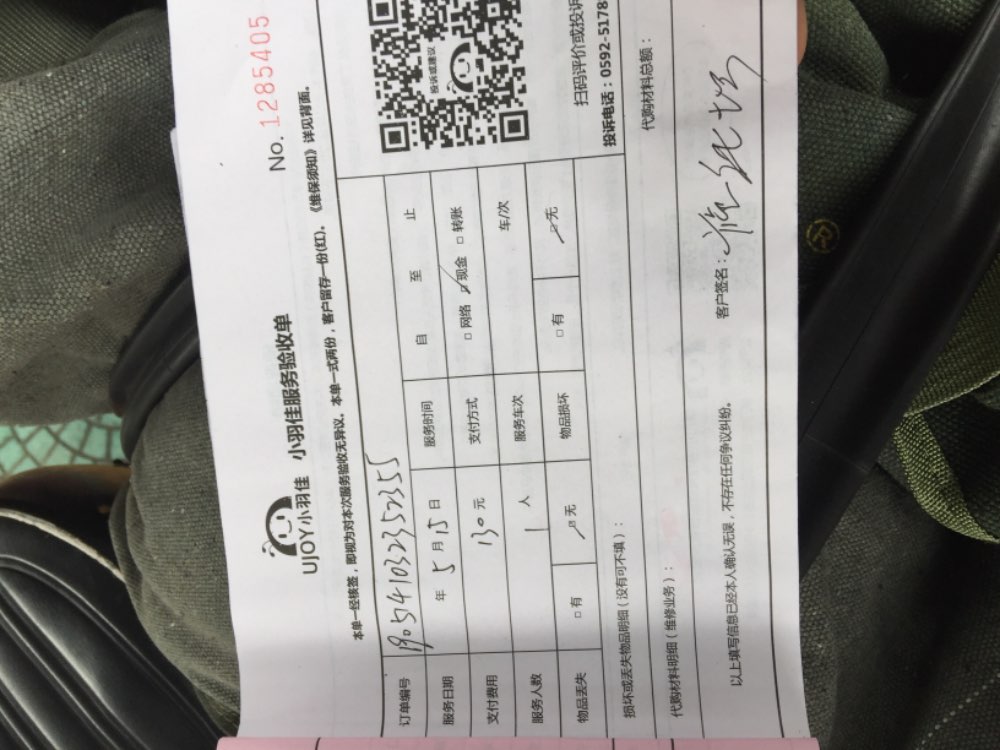 UJOY小羽佳 小羽佳服务验收单
No. 1285405
本单一经核签，即视为对本次服务验收无异议。本单一式两份，客户留存一份(红)。《维保须知》详见背面。
订单编号 1905141032352355
服务日期 年 5 月 15 日 服务时间 自 至 止
支付费用 130 元 支付方式 □ 网络 ☑ 现金 □ 转账
服务人数 1 人 服务车次 车/次
物品丢失 □ 有 ☑ 无 物品损坏 □ 有 ☑ 无
投诉或建议
扫码评价或投诉
投诉电话：0592-5178
损坏或丢失物品明细（没有可不填）：
代购材料明细（维修业务）：
代购材料总额：
以上填写信息已经本人确认无误，不存在任何争议纠纷。
客户签名：
®